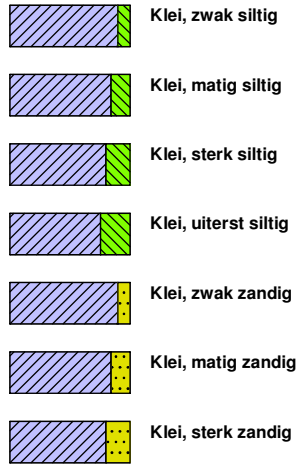 Klei, zwak siltig
Klei, matig siltig
Klei, sterk siltig
Klei, uiterst siltig
Klei, zwak zandig
Klei, matig zandig
Klei, sterk zandig